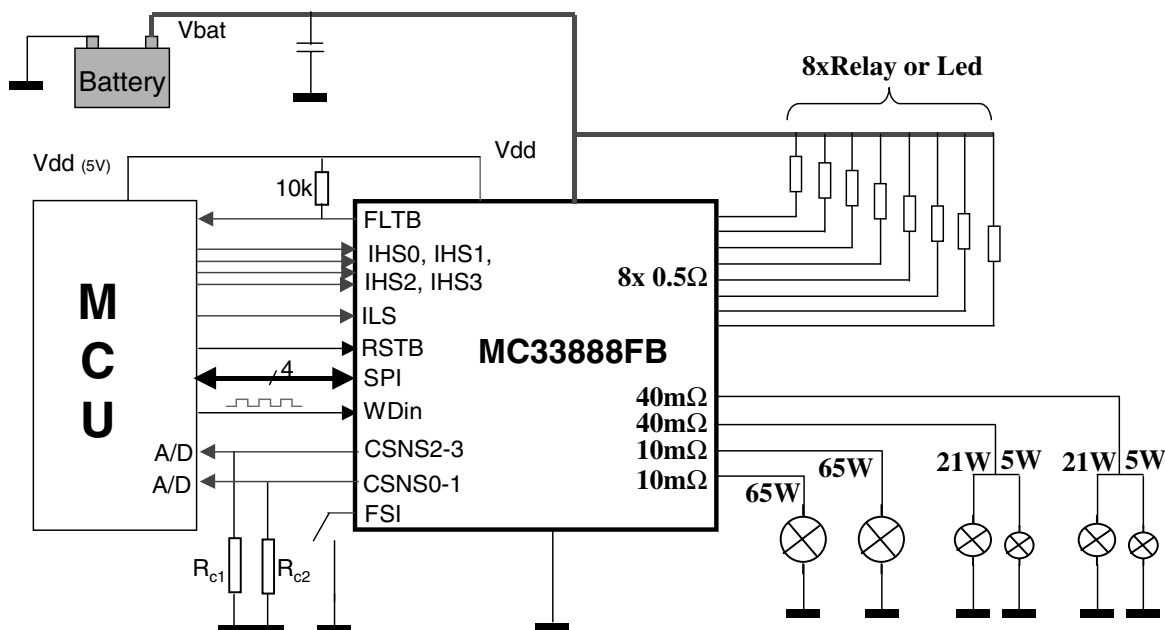 Vbat
Battery
8xRelay or Led
Vdd (5V)
Vdd
10k
FLTB
IHS0, IHS1,
IHS2, IHS3
8x 0.5Ω
MCU
ILS
MC33888FB
RSTB
4
SPI
40mΩ
WDin
40mΩ
A/D
CSNS2-3
10mΩ
65W
21W
5W
21W
5W
A/D
CSNS0-1
10mΩ
65W
FSI
Rc1
Rc2